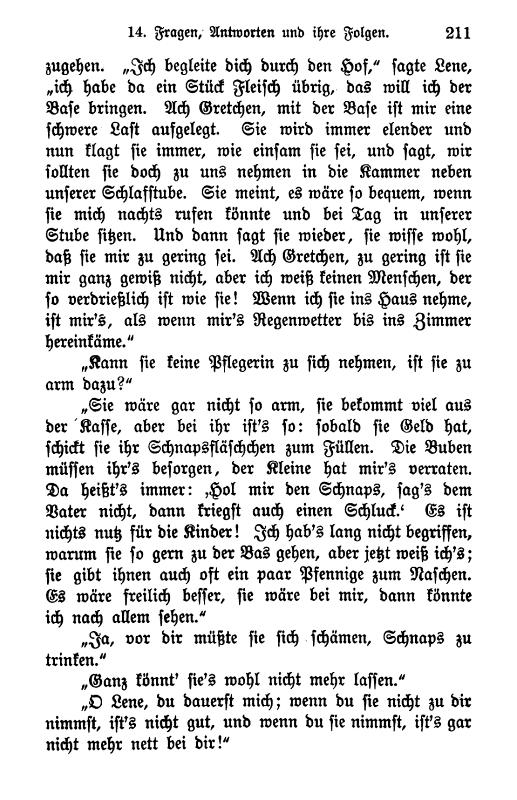 14. Fragen, Antworten und ihre Folgen. 211
zugehen. „Ich begleite dich durch den Hof,“ sagte Lene,
„ich habe da ein Stück Fleisch übrig, das will ich der
Base bringen. Ach Gretchen, mit der Base ist mir eine
schwere Last aufgelegt. Sie wird immer elender und
nun klagt sie immer, wie einsam sie sei, und sagt, wir
sollten sie doch zu uns nehmen in die Kammer neben
unserer Schlafstube. Sie meint, es wäre so bequem, wenn
sie mich nachts rufen könnte und bei Tag in unserer
Stube sitzen. Und dann sagt sie wieder, sie wisse wohl,
daß sie mir zu gering sei. Ach Gretchen, zu gering ist sie
mir ganz gewiß nicht, aber ich weiß keinen Menschen, der
so verdrießlich ist wie sie! Wenn ich sie ins Haus nehme,
ist mir's, als wenn mir's Regenwetter bis ins Zimmer
hereinkäme.“
„Kann sie keine Pflegerin zu sich nehmen, ist sie zu
arm dazu?“
„Sie wäre gar nicht so arm, sie bekommt viel aus
der Kasse, aber bei ihr ist's so: sobald sie Geld hat,
schickt sie ihr Schnapsfläschchen zum Füllen. Die Buben
müssen ihr's besorgen, der Kleine hat mir's verraten.
Da heißt's immer: ‚Hol mir den Schnaps, sag's dem
Vater nicht, dann kriegst auch einen Schluck.‘ Es ist
nichts nutz für die Kinder! Ich hab's lang nicht begriffen,
warum sie so gern zu der Bas gehen, aber jetzt weiß ich's;
sie gibt ihnen auch oft ein paar Pfennige zum Naschen.
Es wäre freilich besser, sie wäre bei mir, dann könnte
ich nach allem sehen.“
„Ja, vor dir müßte sie sich schämen, Schnaps zu
trinken.“
„Ganz könnt' sie's wohl nicht mehr lassen.“
„O Lene, du dauerst mich; wenn du sie nicht zu dir
nimmst, ist's nicht gut, und wenn du sie nimmst, ist's gar
nicht mehr nett bei dir!“